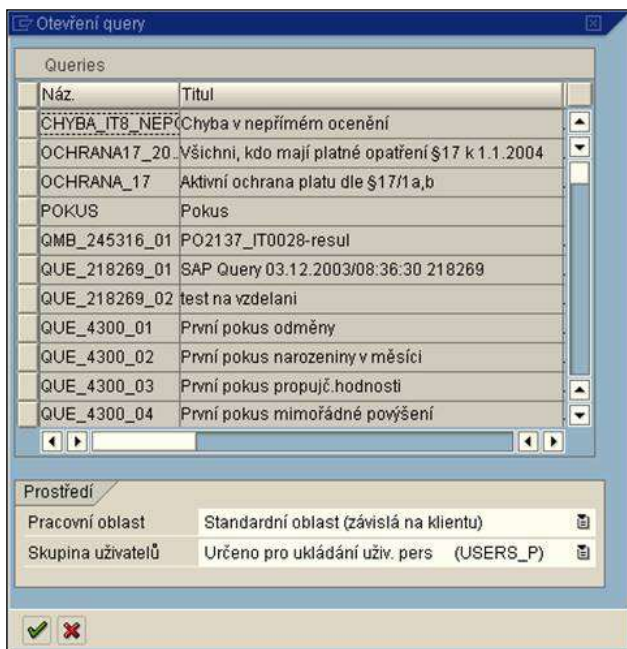 Otevření query
Queries
Náz. Titul
CHYBA_IT8_NEPO Chyba v nepřímém ocenění
OCHRANA17_20.. Všichni, kdo mají platné opatření §17 k 1.1.2004
OCHRANA_17 Aktivní ochrana platu dle §17/1a,b
POKUS Pokus
QMB_245316_01 PO2137_IT0028-resul
QUE_218269_01 SAP Query 03.12.2003/08:36:30 218269
QUE_218269_02 test na vzdelani
QUE_4300_01 První pokus odměny
QUE_4300_02 První pokus narozeniny v měsíci
QUE_4300_03 První pokus propujč.hodnosti
QUE_4300_04 První pokus mimořádné povýšení
Prostředí
Pracovní oblast Standardní oblast (závislá na klientu)
Skupina uživatelů Určeno pro ukládání uživ. pers (USERS_P)